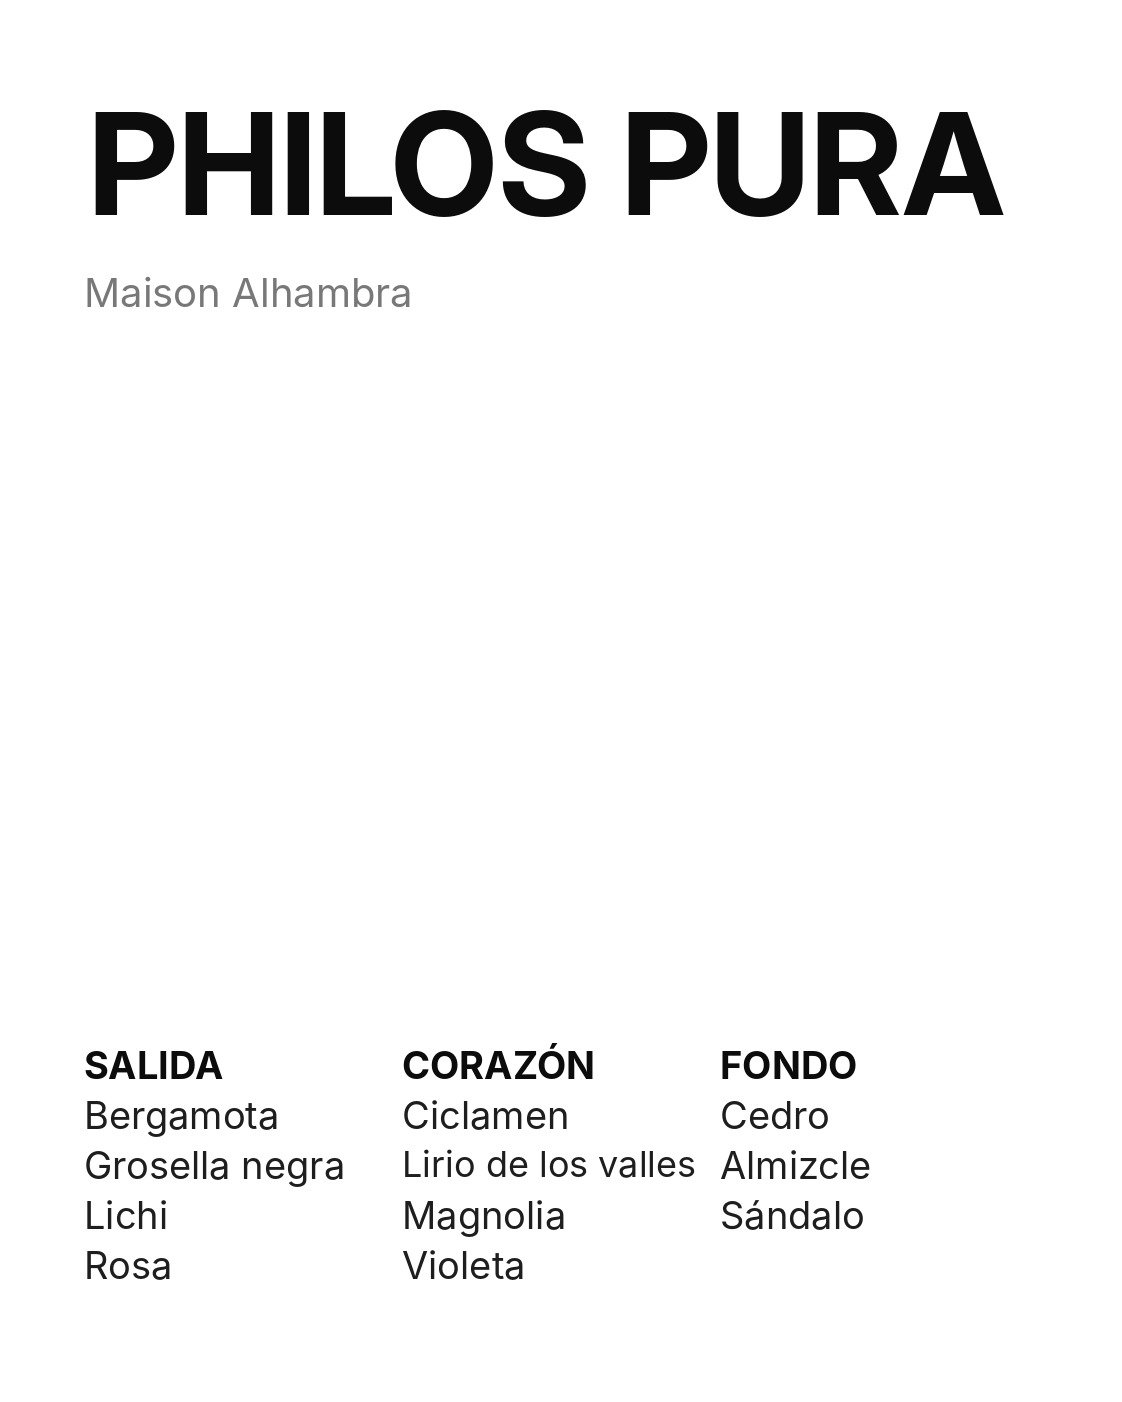 PHILOS PURA
Maison Alhambra
SALIDA
Bergamota
Grosella negra
Lichi
Rosa
CORAZÓN
Ciclamen
Lirio de los valles
Magnolia
Violeta
FONDO
Cedro
Almizcle
Sándalo